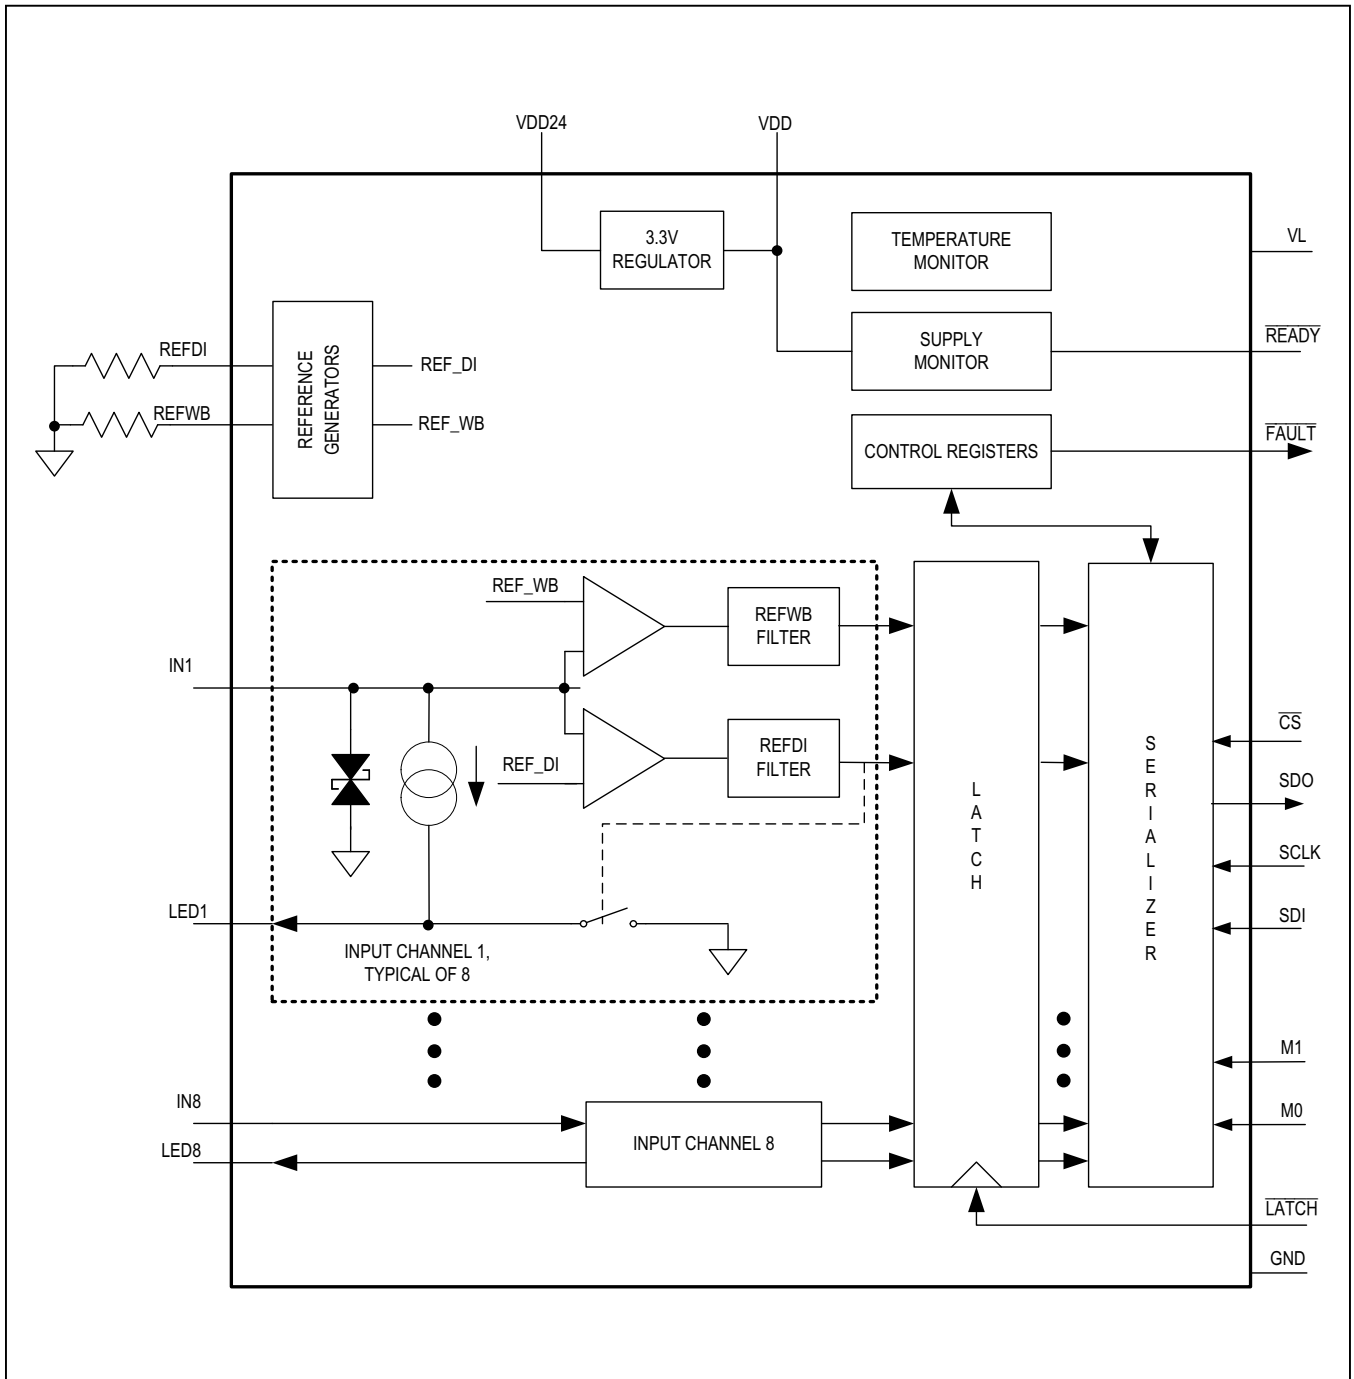 VDD24
VDD
3.3V
REGULATOR
TEMPERATURE
MONITOR
VL
SUPPLY
MONITOR
READY
REFDI
REFWB
REFERENCE
GENERATORS
REF_DI
REF_WB
CONTROL REGISTERS
FAULT
REF_WB
REFWB
FILTER
IN1
REF_DI
REFDI
FILTER
LED1
INPUT CHANNEL 1,
TYPICAL OF 8
LATCH
SERIALIZER
CS
SDO
SCLK
SDI
M1
M0
IN8
LED8
INPUT CHANNEL 8
LATCH
GND